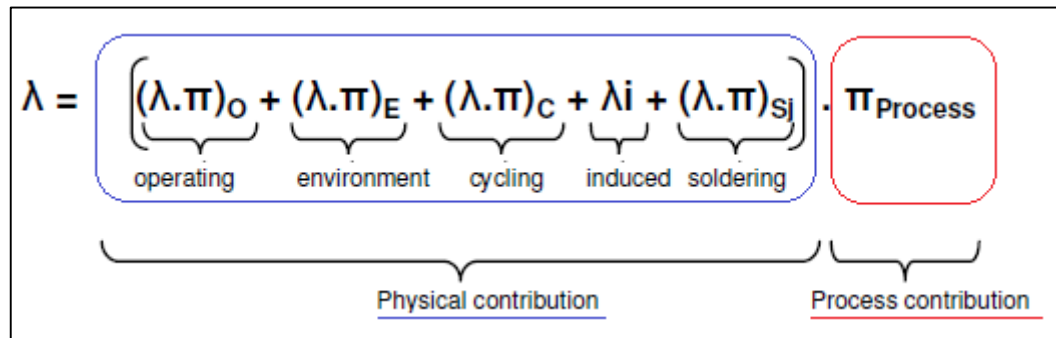 λ = ((λ.π)O + (λ.π)E + (λ.π)C + λi + (λ.π)Sj) . πProcess
operating environment cycling induced soldering
Physical contribution Process contribution